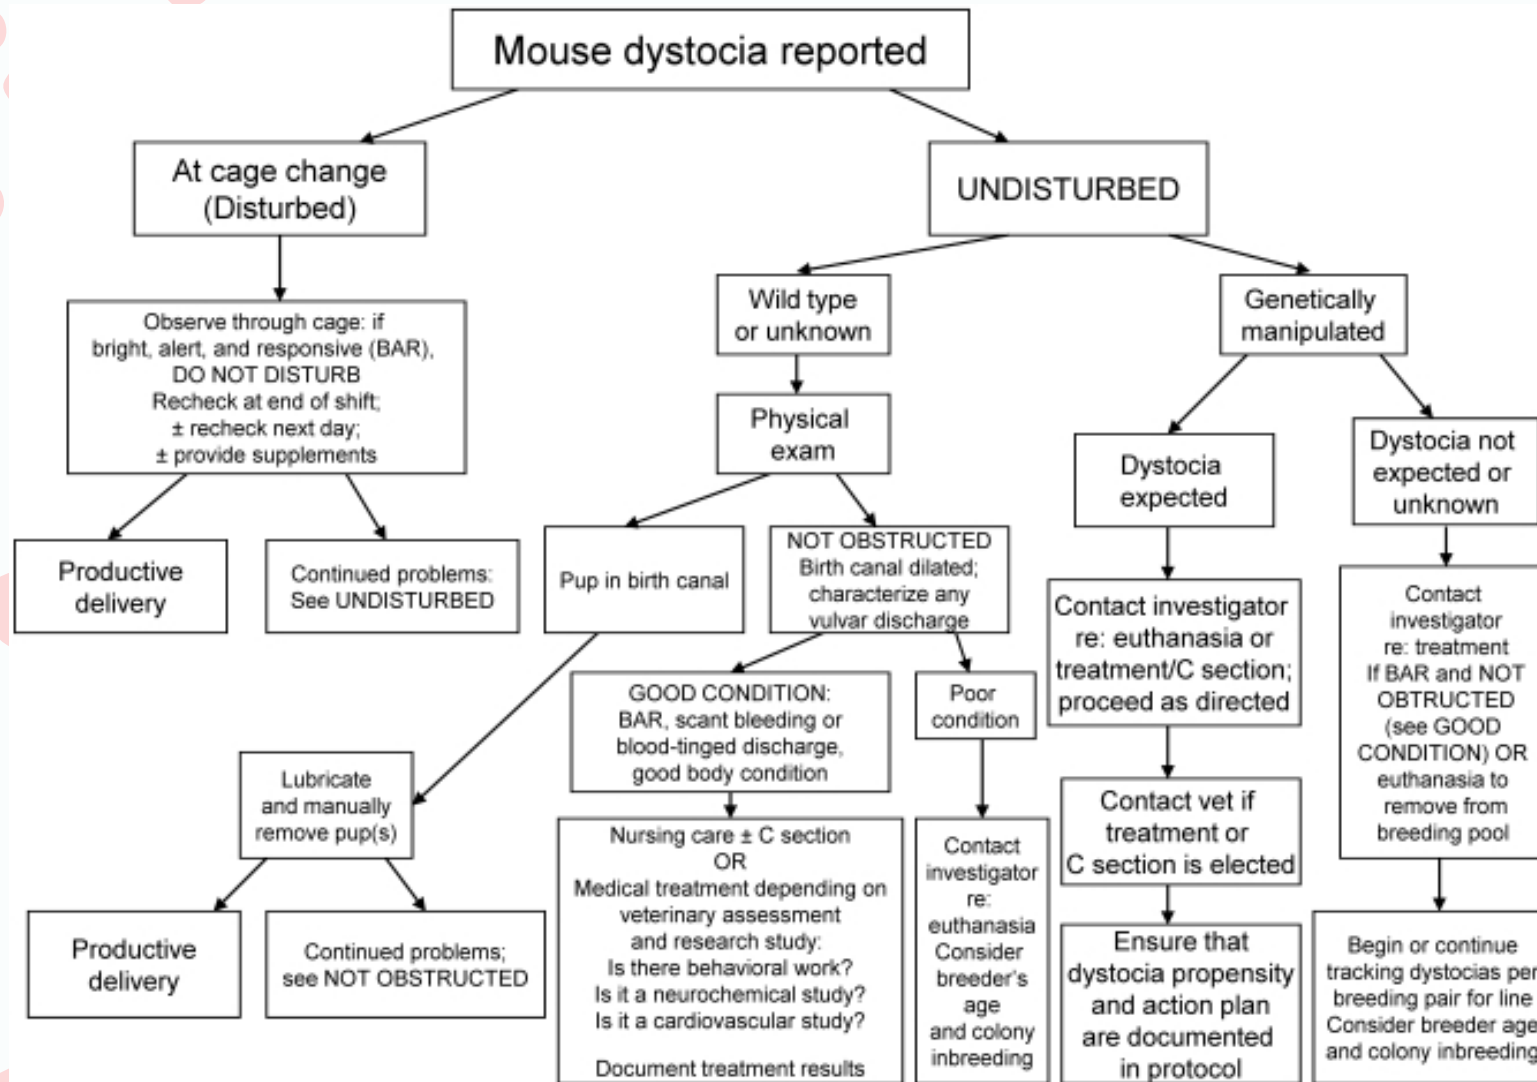 Mouse dystocia reported
At cage change
(Disturbed)
UNDISTURBED
Observe through cage: if
bright, alert, and responsive (BAR),
DO NOT DISTURB
Recheck at end of shift;
± recheck next day;
± provide supplements
Wild type
or unknown
Genetically
manipulated
Physical
exam
Dystocia
expected
Dystocia not
expected or
unknown
Productive
delivery
Continued problems:
See UNDISTURBED
Pup in birth canal
NOT OBSTRUCTED
Birth canal dilated;
characterize any
vulvar discharge
Contact investigator
re: euthanasia or
treatment/C section;
proceed as directed
Contact
investigator
re: treatment
If BAR and NOT
OBTRUCTED
(see GOOD
CONDITION) OR
euthanasia to
remove from
breeding pool
GOOD CONDITION:
BAR, scant bleeding or
blood-tinged discharge,
good body condition
Poor
condition
Lubricate
and manually
remove pup(s)
Contact vet if
treatment or
C section is elected
Nursing care ± C section
OR
Medical treatment depending on
veterinary assessment
and research study:
Is there behavioral work?
Is it a neurochemical study?
Is it a cardiovascular study?
Document treatment results
Contact
investigator
re:
euthanasia
Consider
breeder's
age
and colony
inbreeding
Productive
delivery
Continued problems;
see NOT OBSTRUCTED
Ensure that
dystocia propensity
and action plan
are documented
in protocol
Begin or continue
tracking dystocias per
breeding pair for line
Consider breeder age
and colony inbreeding